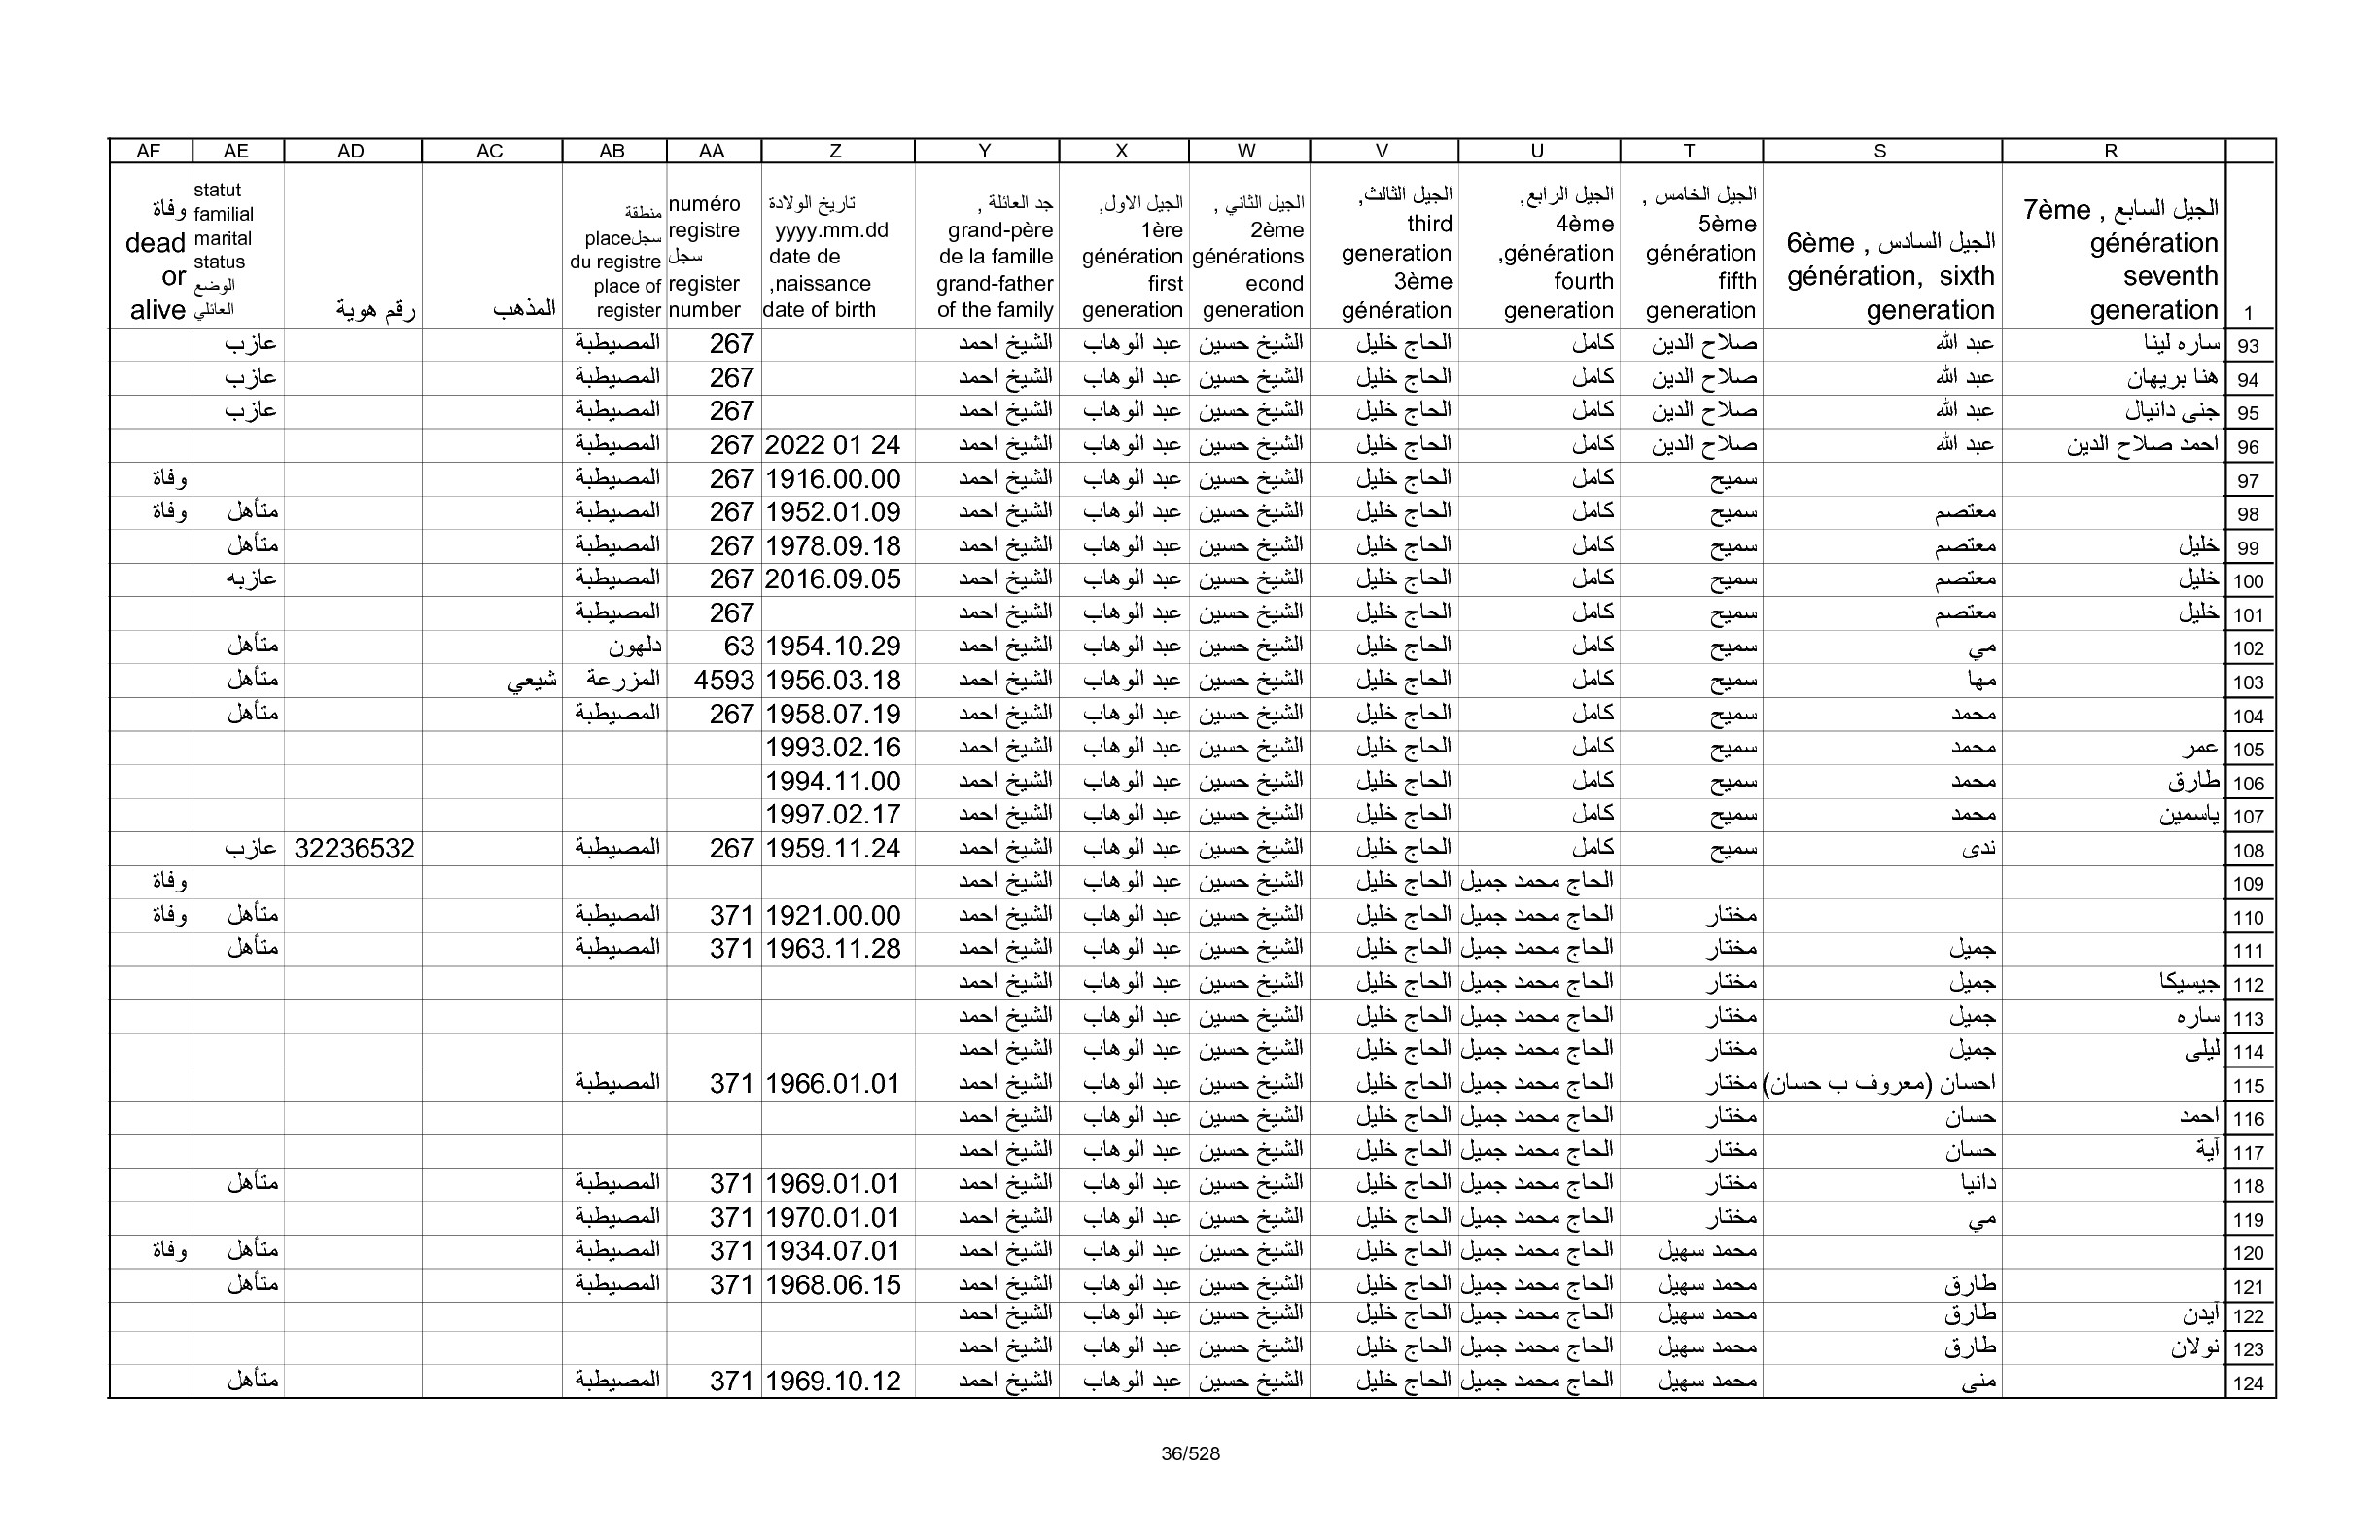 R S T U V W X Y Z AA AB AC AD AE AF
1 الجيل السابع , 7ème génération seventh generation الجيل السادس , 6ème génération, sixth generation الجيل الخامس , 5ème génération fifth generation الجيل الرابع, 4ème génération, fourth generation الجيل الثالث, third generation 3ème génération الجيل الثاني , 2ème générations econd generation الجيل الاول, 1ère génération first generation جد العائلة , grand-père de la famille grand-father of the family تاريخ الولادة yyyy.mm.dd date de naissance, date of birth numéro registre سجل register number منطقة سجل place du registre place of register المذهب رقم هوية statut familial marital status الوضع العائلي وفاة dead or alive
93 ساره لينا عبد الله صلاح الدين كامل الحاج خليل الشيخ حسين عبد الوهاب الشيخ احمد 267 المصيطبة عازب
94 هنا بريهان عبد الله صلاح الدين كامل الحاج خليل الشيخ حسين عبد الوهاب الشيخ احمد 267 المصيطبة عازب
95 جنى دانيال عبد الله صلاح الدين كامل الحاج خليل الشيخ حسين عبد الوهاب الشيخ احمد 267 المصيطبة عازب
96 احمد صلاح الدين عبد الله صلاح الدين كامل الحاج خليل الشيخ حسين عبد الوهاب الشيخ احمد 2022 01 24 267 المصيطبة
97 سميح كامل الحاج خليل الشيخ حسين عبد الوهاب الشيخ احمد 1916.00.00 267 المصيطبة وفاة
98 معتصم سميح كامل الحاج خليل الشيخ حسين عبد الوهاب الشيخ احمد 1952.01.09 267 المصيطبة متأهل وفاة
99 خليل معتصم سميح كامل الحاج خليل الشيخ حسين عبد الوهاب الشيخ احمد 1978.09.18 267 المصيطبة متأهل
100 خليل معتصم سميح كامل الحاج خليل الشيخ حسين عبد الوهاب الشيخ احمد 2016.09.05 267 المصيطبة عازبه
101 خليل معتصم سميح كامل الحاج خليل الشيخ حسين عبد الوهاب الشيخ احمد 267 المصيطبة
102 مي سميح كامل الحاج خليل الشيخ حسين عبد الوهاب الشيخ احمد 1954.10.29 63 دلهون متأهل
103 مها سميح كامل الحاج خليل الشيخ حسين عبد الوهاب الشيخ احمد 1956.03.18 4593 المزرعة شيعي متأهل
104 محمد سميح كامل الحاج خليل الشيخ حسين عبد الوهاب الشيخ احمد 1958.07.19 267 المصيطبة متأهل
105 عمر محمد سميح كامل الحاج خليل الشيخ حسين عبد الوهاب الشيخ احمد 1993.02.16
106 طارق محمد سميح كامل الحاج خليل الشيخ حسين عبد الوهاب الشيخ احمد 1994.11.00
107 ياسمين محمد سميح كامل الحاج خليل الشيخ حسين عبد الوهاب الشيخ احمد 1997.02.17
108 ندى سميح كامل الحاج خليل الشيخ حسين عبد الوهاب الشيخ احمد 1959.11.24 267 المصيطبة 32236532 عازب
109 الحاج محمد جميل الحاج خليل الشيخ حسين عبد الوهاب الشيخ احمد وفاة
110 مختار الحاج محمد جميل الحاج خليل الشيخ حسين عبد الوهاب الشيخ احمد 1921.00.00 371 المصيطبة متأهل وفاة
111 جميل مختار الحاج محمد جميل الحاج خليل الشيخ حسين عبد الوهاب الشيخ احمد 1963.11.28 371 المصيطبة متأهل
112 جيسيكا جميل مختار الحاج محمد جميل الحاج خليل الشيخ حسين عبد الوهاب الشيخ احمد
113 ساره جميل مختار الحاج محمد جميل الحاج خليل الشيخ حسين عبد الوهاب الشيخ احمد
114 ليلى جميل مختار الحاج محمد جميل الحاج خليل الشيخ حسين عبد الوهاب الشيخ احمد
115 احسان (معروف ب حسان) مختار الحاج محمد جميل الحاج خليل الشيخ حسين عبد الوهاب الشيخ احمد 1966.01.01 371 المصيطبة
116 احمد حسان مختار الحاج محمد جميل الحاج خليل الشيخ حسين عبد الوهاب الشيخ احمد
117 آية حسان مختار الحاج محمد جميل الحاج خليل الشيخ حسين عبد الوهاب الشيخ احمد
118 دانيا مختار الحاج محمد جميل الحاج خليل الشيخ حسين عبد الوهاب الشيخ احمد 1969.01.01 371 المصيطبة متأهل
119 مي مختار الحاج محمد جميل الحاج خليل الشيخ حسين عبد الوهاب الشيخ احمد 1970.01.01 371 المصيطبة
120 محمد سهيل الحاج محمد جميل الحاج خليل الشيخ حسين عبد الوهاب الشيخ احمد 1934.07.01 371 المصيطبة متأهل وفاة
121 طارق محمد سهيل الحاج محمد جميل الحاج خليل الشيخ حسين عبد الوهاب الشيخ احمد 1968.06.15 371 المصيطبة متأهل
122 آيدن طارق محمد سهيل الحاج محمد جميل الحاج خليل الشيخ حسين عبد الوهاب الشيخ احمد
123 نولان طارق محمد سهيل الحاج محمد جميل الحاج خليل الشيخ حسين عبد الوهاب الشيخ احمد
124 منى محمد سهيل الحاج محمد جميل الحاج خليل الشيخ حسين عبد الوهاب الشيخ احمد 1969.10.12 371 المصيطبة متأهل
36/528